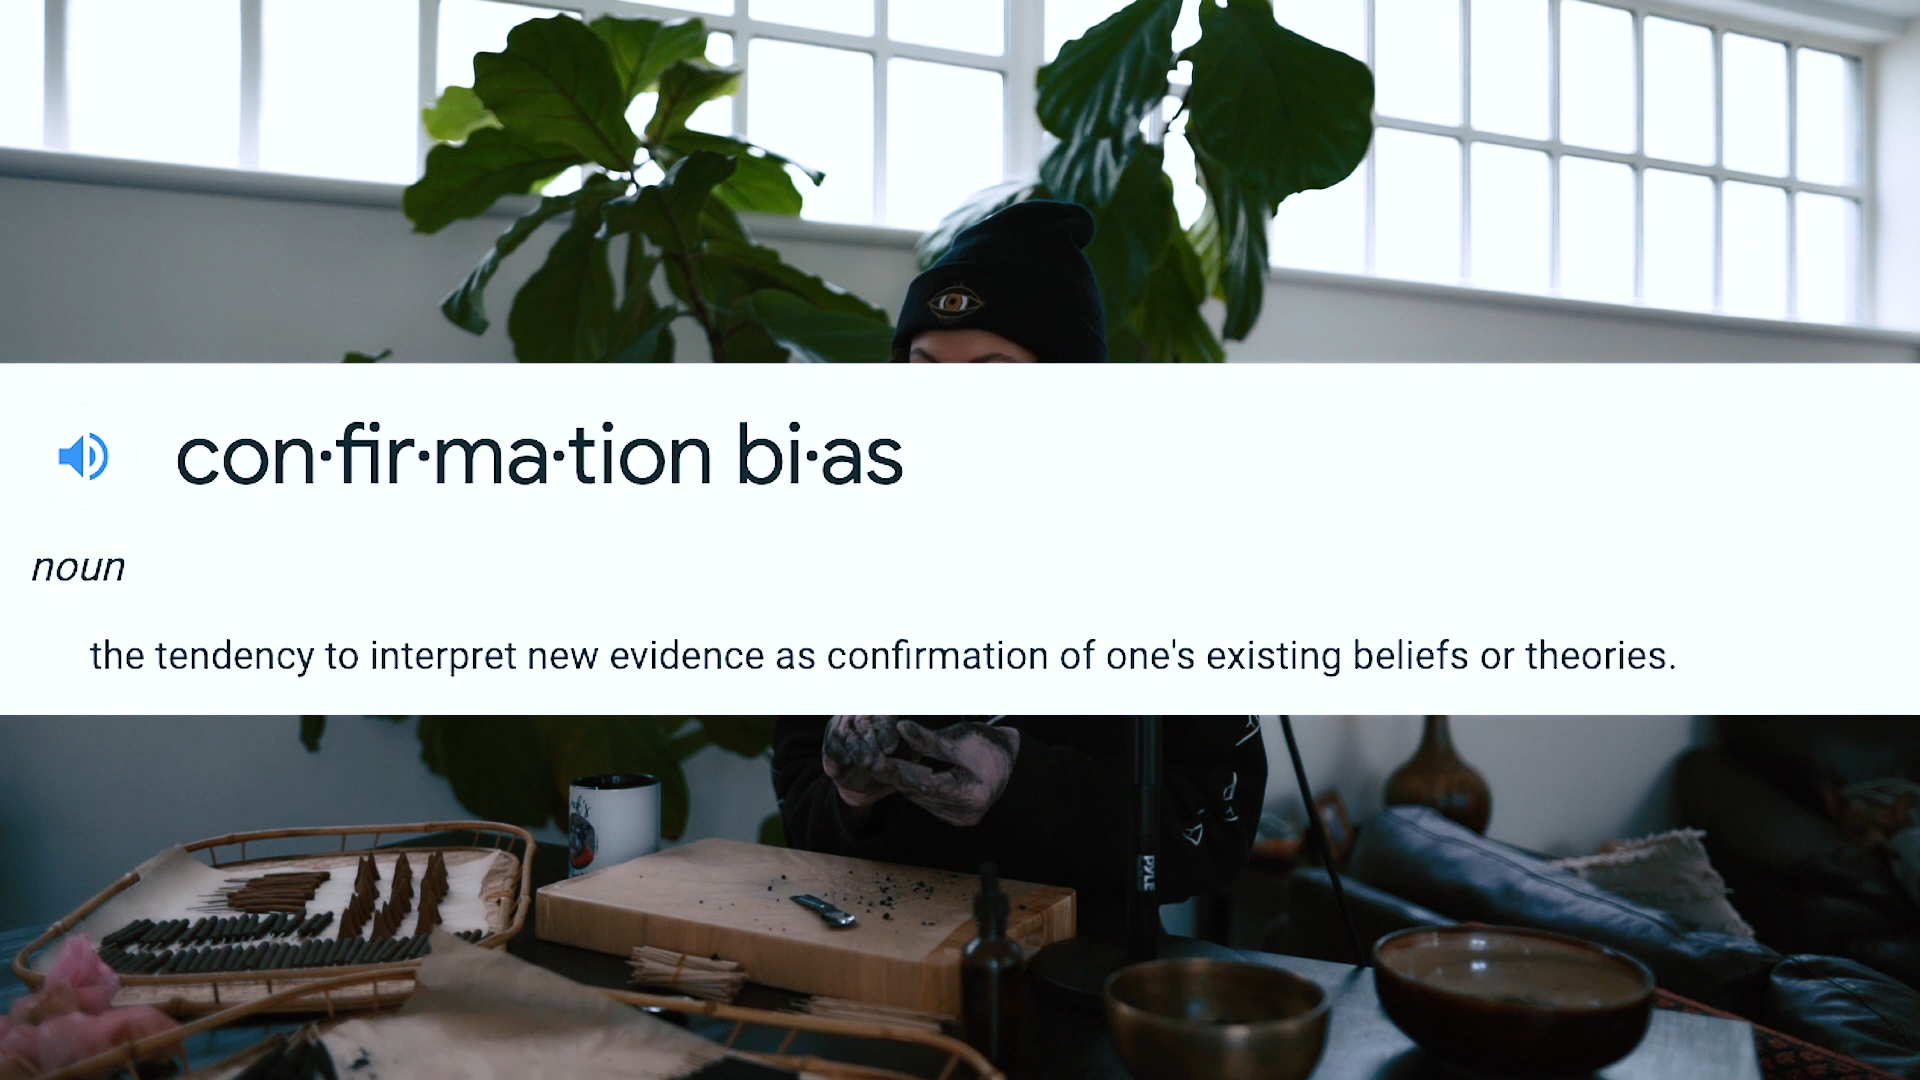 con·fir·ma·tion bi·as
noun
the tendency to interpret new evidence as confirmation of one's existing beliefs or theories.
PYLE